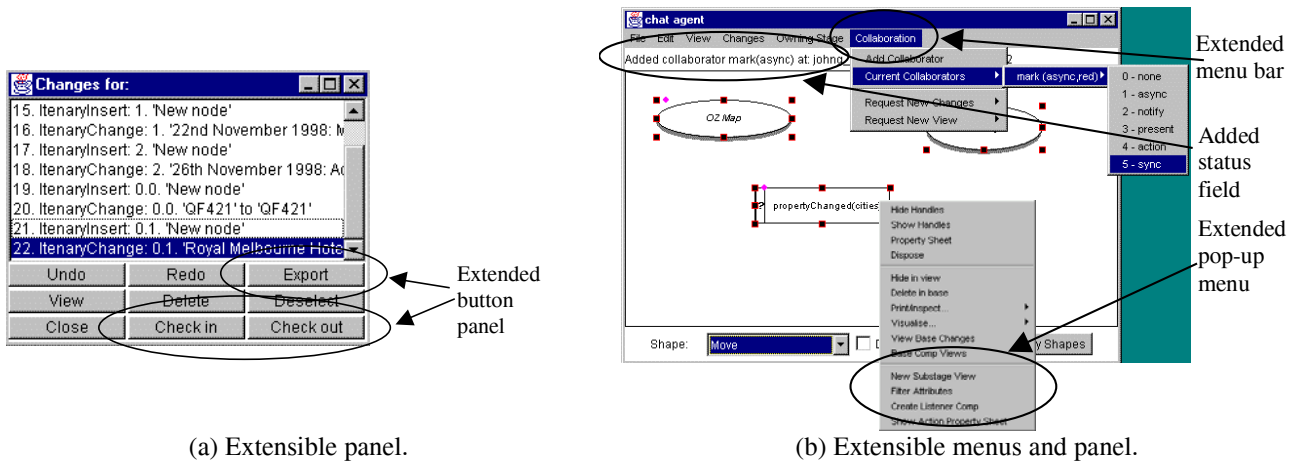 Changes for:
15. ItenaryInsert: 1. 'New node'
16. ItenaryChange: 1. '22nd November 1998: M
17. ItenaryInsert: 2. 'New node'
18. ItenaryChange: 2. '26th November 1998: Ac
19. ItenaryInsert: 0.0. 'New node'
20. ItenaryChange: 0.0. 'QF421' to 'QF421'
21. ItenaryInsert: 0.1. 'New node'
22. ItenaryChange: 0.1. 'Royal Melbourne Hote
Undo Redo Export
View Delete Deselect
Close Check in Check out
Extended
button
panel
(a) Extensible panel.
chat agent
File Edit View Changes Owning Stage Collaboration
Added collaborator mark(async) at: johng 2
Add Collaborator
Current Collaborators
Request New Changes
Request New View
mark (async,red)
0 - none
1 - async
2 - notify
3 - present
4 - action
5 - sync
OZ Map
? propertyChanged(cities)
Hide Handles
Show Handles
Property Sheet
Dispose
Hide in view
Delete in base
Print/Inspect...
Visualise...
View Base Changes
Base Comp Views
New Substage View
Filter Attributes
Create Listener Comp
Show Action Property Sheet
Shape: Move D y Shapes
Extended
menu bar
Added
status
field
Extended
pop-up
menu
(b) Extensible menus and panel.